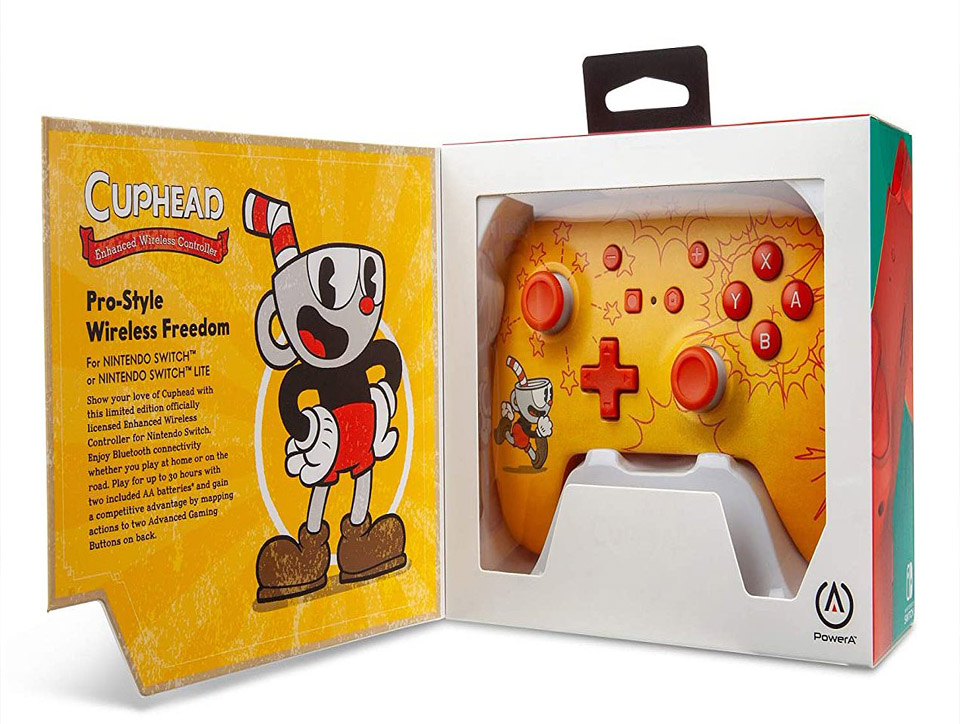 CUPHEAD
Enhanced Wireless Controller
Pro-Style
Wireless Freedom
For NINTENDO SWITCH™
or NINTENDO SWITCH™ LITE
Show your love of Cuphead with
this limited edition officially
licensed Enhanced Wireless
Controller for Nintendo Switch.
Enjoy Bluetooth connectivity
whether you play at home or on the
road. Play for up to 30 hours with
two included AA batteries* and gain
a competitive advantage by mapping
actions to two Advanced Gaming
Buttons on back.
X
Y
A
B
PowerA